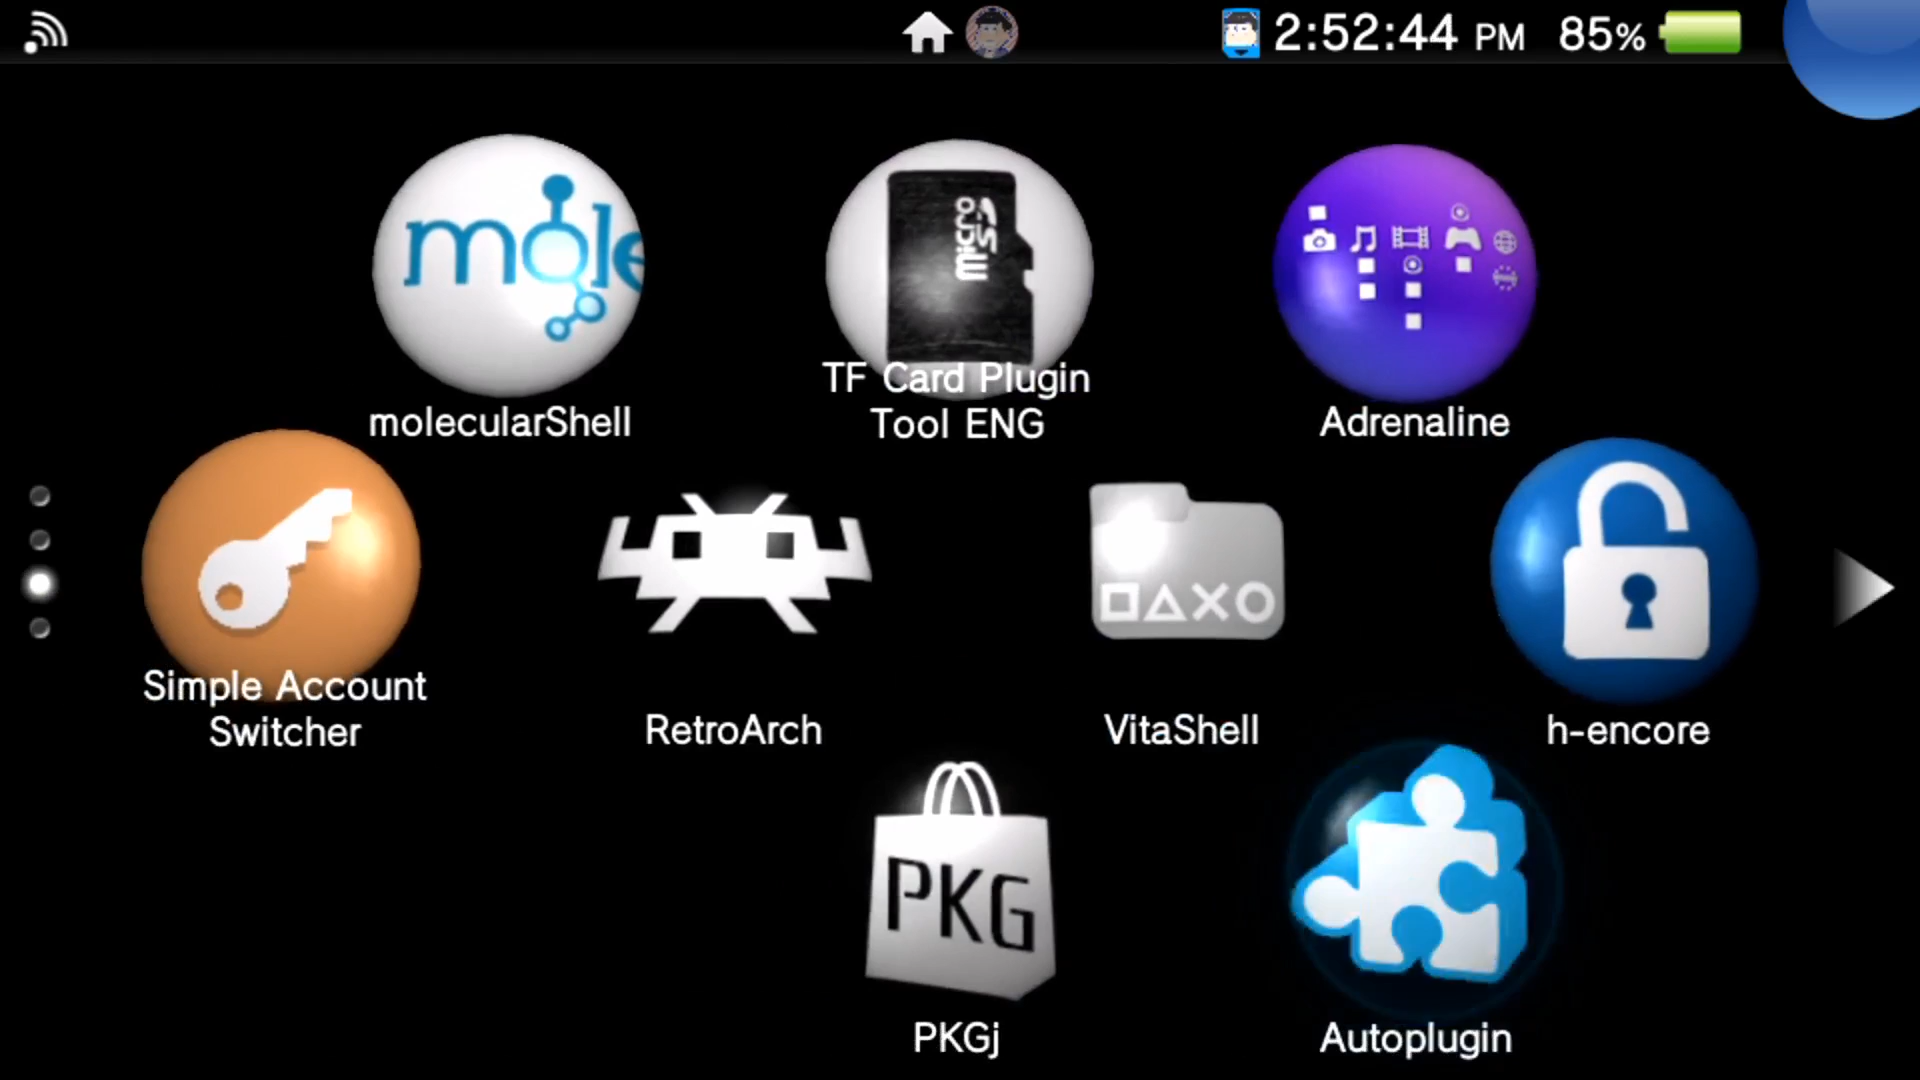 2:52:44 PM 85%
mole
micro
molecularShell
TF Card Plugin
Tool ENG
Adrenaline
Simple Account
Switcher
RetroArch
VitaShell
h-encore
PKG
PKGj
Autoplugin